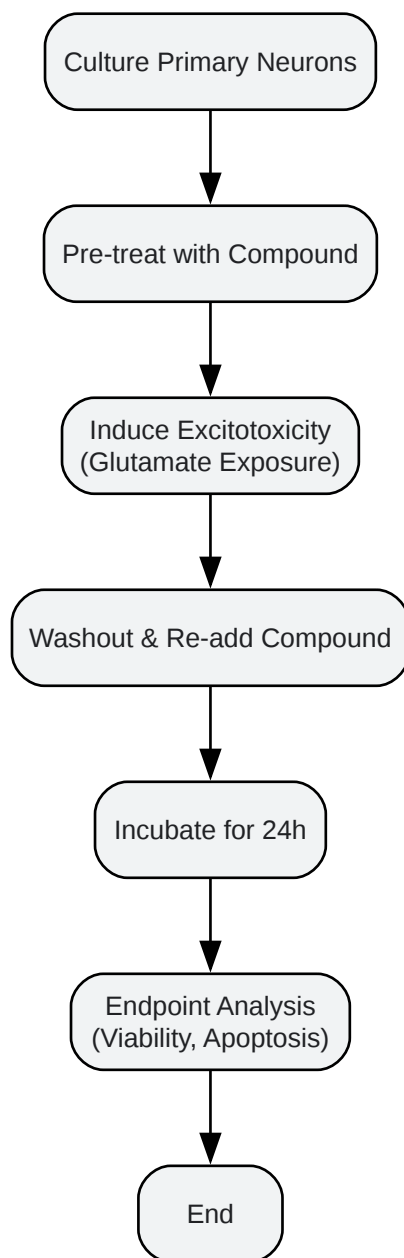 Culture Primary Neurons
Pre-treat with Compound
Induce Excitotoxicity
(Glutamate Exposure)
Washout & Re-add Compound
Incubate for 24h
Endpoint Analysis
(Viability, Apoptosis)
End